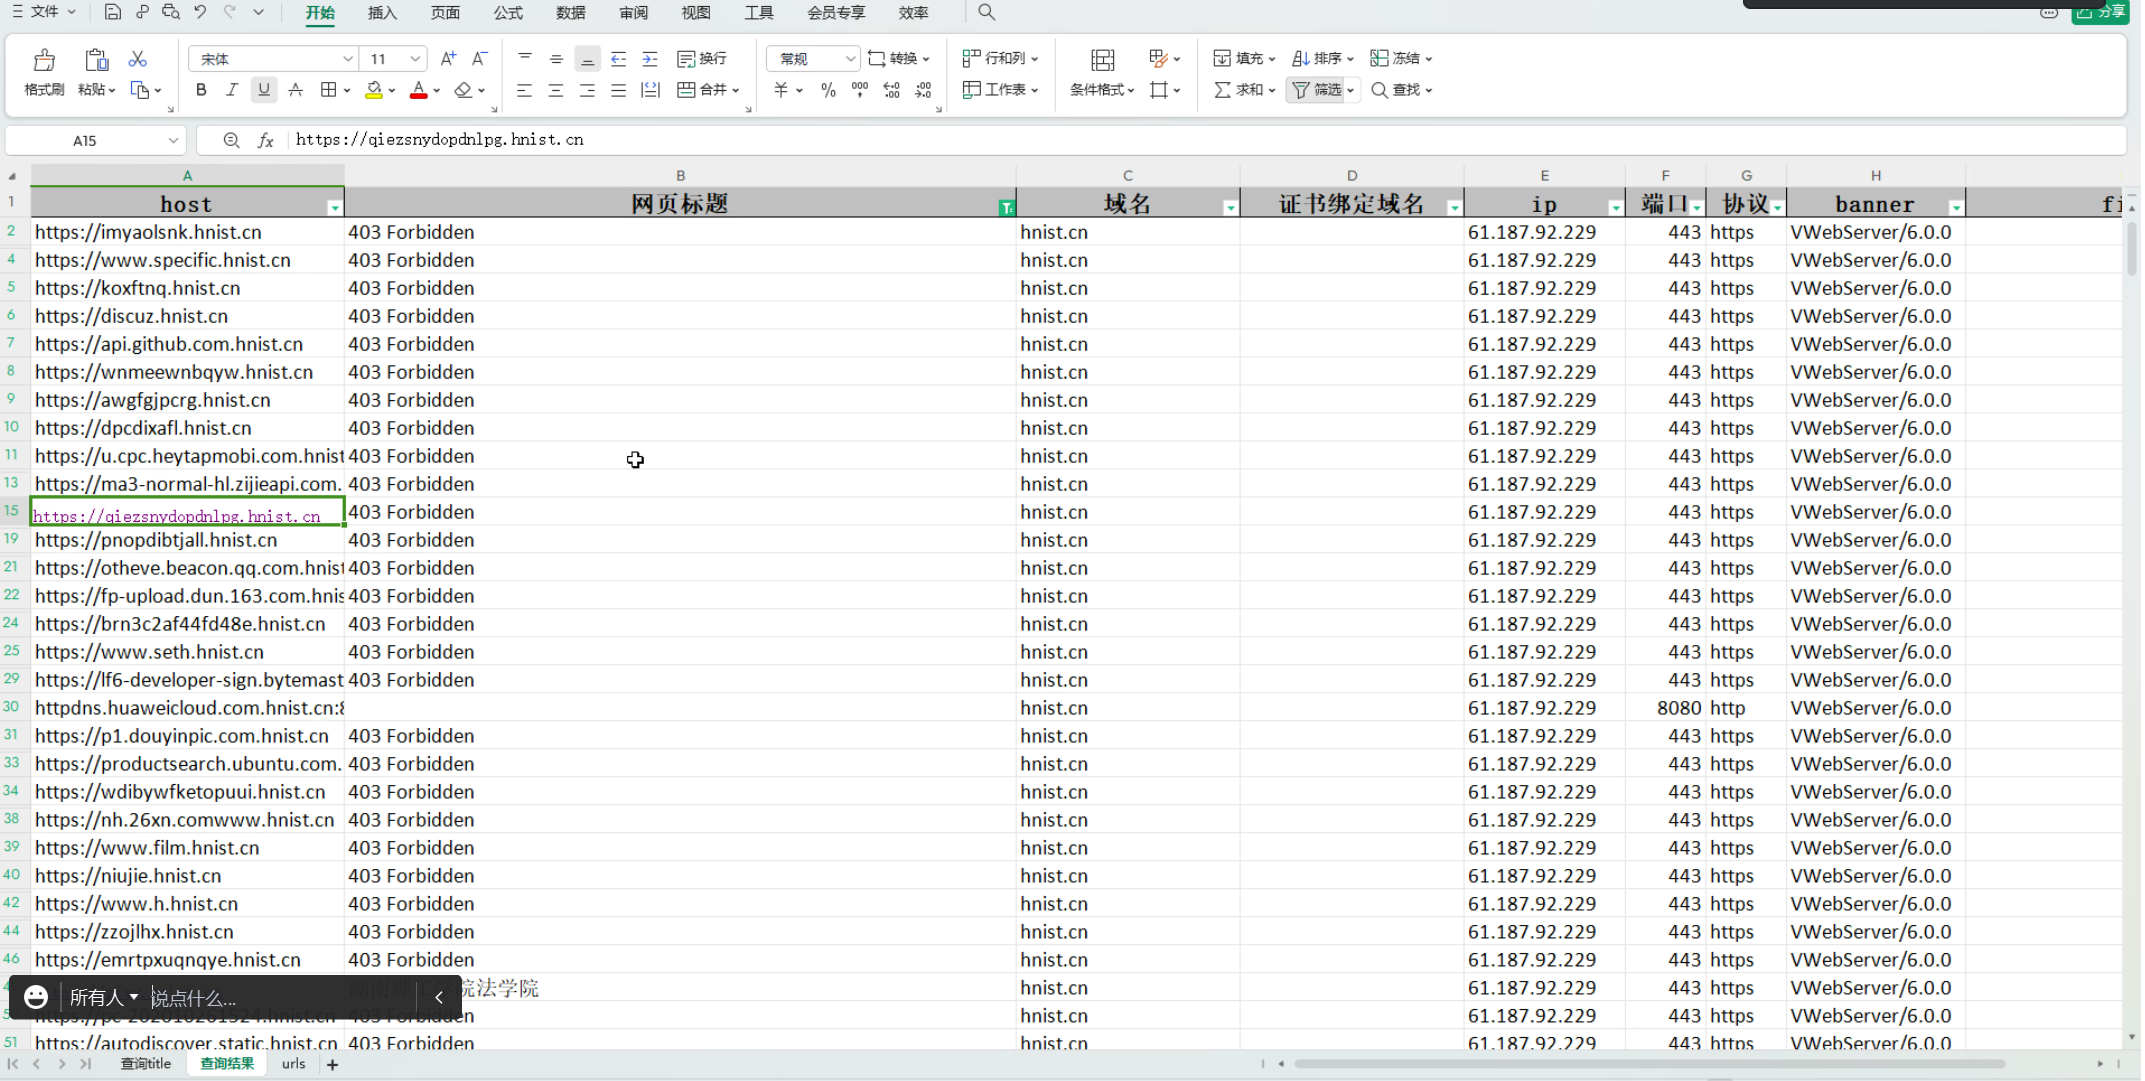 三 文件
开始 插入 页面 公式 数据 审阅 视图 工具 会员专享 效率
分享
格式刷 粘贴 宋体 11 A+ A- 换行 常规 转换 行和列 条件格式 填充 排序 冻结
B I U A A 合并 羊 % 000 工作表 求和 筛选 查找
A15 fx https://qiezsnydopdnlpg.hnist.cn
A B C D E F G H
1 host 网页标题 域名 证书绑定域名 ip 端口 协议 banner fi
2 https://imyaolsnk.hnist.cn 403 Forbidden hnist.cn 61.187.92.229 443 https VWebServer/6.0.0
4 https://www.specific.hnist.cn 403 Forbidden hnist.cn 61.187.92.229 443 https VWebServer/6.0.0
5 https://koxftnq.hnist.cn 403 Forbidden hnist.cn 61.187.92.229 443 https VWebServer/6.0.0
6 https://discuz.hnist.cn 403 Forbidden hnist.cn 61.187.92.229 443 https VWebServer/6.0.0
7 https://api.github.com.hnist.cn 403 Forbidden hnist.cn 61.187.92.229 443 https VWebServer/6.0.0
8 https://wnmeewnbqyw.hnist.cn 403 Forbidden hnist.cn 61.187.92.229 443 https VWebServer/6.0.0
9 https://awgfgjpcrg.hnist.cn 403 Forbidden hnist.cn 61.187.92.229 443 https VWebServer/6.0.0
10 https://dpcdixafl.hnist.cn 403 Forbidden hnist.cn 61.187.92.229 443 https VWebServer/6.0.0
11 https://u.cpc.heytapmobi.com.hnist 403 Forbidden hnist.cn 61.187.92.229 443 https VWebServer/6.0.0
13 https://ma3-normal-hl.zijieapi.com. 403 Forbidden hnist.cn 61.187.92.229 443 https VWebServer/6.0.0
15 https://qiezsnydopdnlpg.hnist.cn 403 Forbidden hnist.cn 61.187.92.229 443 https VWebServer/6.0.0
19 https://pnopdibtjall.hnist.cn 403 Forbidden hnist.cn 61.187.92.229 443 https VWebServer/6.0.0
21 https://otheve.beacon.qq.com.hnist 403 Forbidden hnist.cn 61.187.92.229 443 https VWebServer/6.0.0
22 https://fp-upload.dun.163.com.hnis 403 Forbidden hnist.cn 61.187.92.229 443 https VWebServer/6.0.0
24 https://brn3c2af44fd48e.hnist.cn 403 Forbidden hnist.cn 61.187.92.229 443 https VWebServer/6.0.0
25 https://www.seth.hnist.cn 403 Forbidden hnist.cn 61.187.92.229 443 https VWebServer/6.0.0
29 https://lf6-developer-sign.bytemast 403 Forbidden hnist.cn 61.187.92.229 443 https VWebServer/6.0.0
30 httpdns.huaweicloud.com.hnist.cn:8 hnist.cn 61.187.92.229 8080 http VWebServer/6.0.0
31 https://p1.douyinpic.com.hnist.cn 403 Forbidden hnist.cn 61.187.92.229 443 https VWebServer/6.0.0
33 https://productsearch.ubuntu.com. 403 Forbidden hnist.cn 61.187.92.229 443 https VWebServer/6.0.0
34 https://wdibywfketopuui.hnist.cn 403 Forbidden hnist.cn 61.187.92.229 443 https VWebServer/6.0.0
38 https://nh.26xn.comwww.hnist.cn 403 Forbidden hnist.cn 61.187.92.229 443 https VWebServer/6.0.0
39 https://www.film.hnist.cn 403 Forbidden hnist.cn 61.187.92.229 443 https VWebServer/6.0.0
40 https://niujie.hnist.cn 403 Forbidden hnist.cn 61.187.92.229 443 https VWebServer/6.0.0
42 https://www.h.hnist.cn 403 Forbidden hnist.cn 61.187.92.229 443 https VWebServer/6.0.0
44 https://zzojlhx.hnist.cn 403 Forbidden hnist.cn 61.187.92.229 443 https VWebServer/6.0.0
46 https://emrtpxuqnqye.hnist.cn 403 Forbidden hnist.cn 61.187.92.229 443 https VWebServer/6.0.0
所有人 说点什么... 湖南理工学院法学院 hnist.cn 61.187.92.229 443 https VWebServer/6.0.0
https://pc-202010261524.hnist.cn 403 Forbidden hnist.cn 61.187.92.229 443 https VWebServer/6.0.0
51 https://autodiscover.static.hnist.cn 403 Forbidden hnist.cn 61.187.92.229 443 https VWebServer/6.0.0
查询title 查询结果 urls +